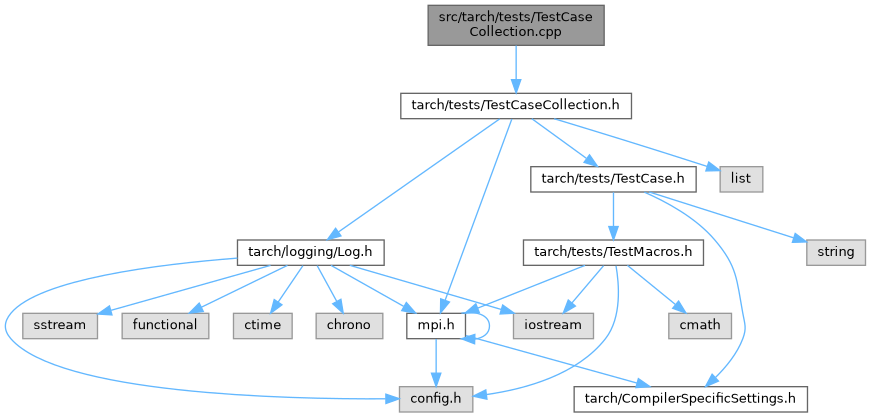 src/tarch/tests/TestCase
Collection.cpp
tarch/tests/TestCaseCollection.h
tarch/tests/TestCase.h
list
tarch/logging/Log.h
tarch/tests/TestMacros.h
string
sstream
functional
ctime
chrono
mpi.h
iostream
cmath
config.h
tarch/CompilerSpecificSettings.h